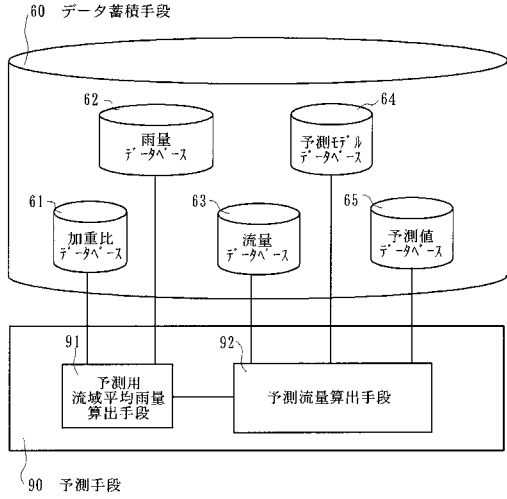 60 データ蓄積手段
62
雨量
ﾃﾞｰﾀﾍﾞｰｽ
64
予測ﾓﾃﾞﾙ
ﾃﾞｰﾀﾍﾞｰｽ
61
加重比
ﾃﾞｰﾀﾍﾞｰｽ
63
流量
ﾃﾞｰﾀﾍﾞｰｽ
65
予測値
ﾃﾞｰﾀﾍﾞｰｽ
91
予測用
流域平均雨量
算出手段
92
予測流量算出手段
90 予測手段